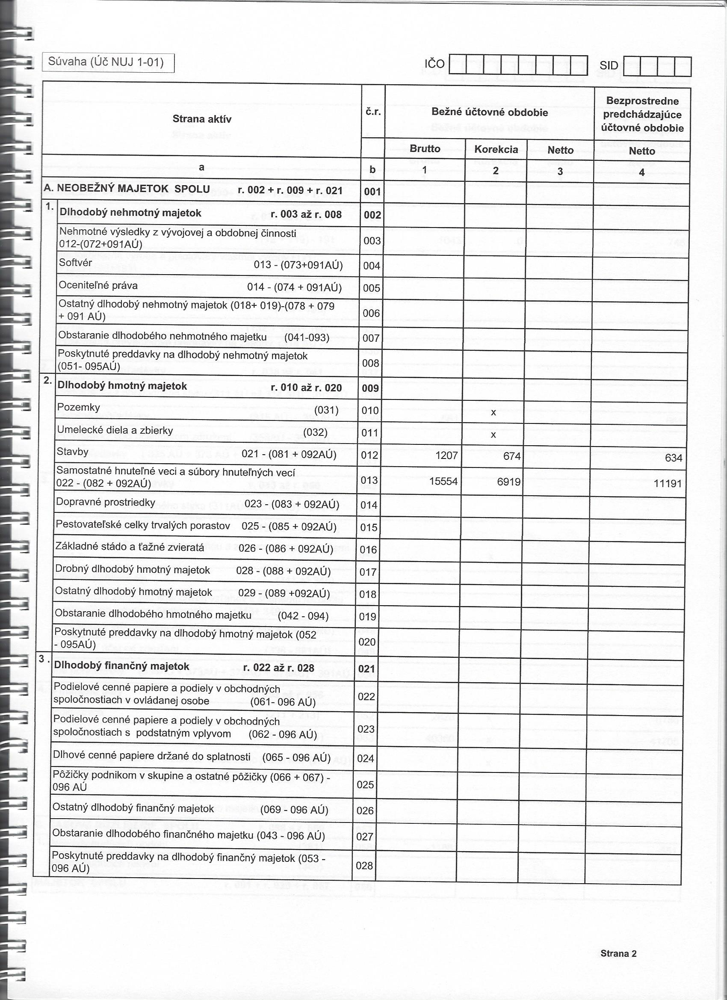 Súvaha (Úč NUJ 1-01) IČO SID
Strana aktív č.r. Bežné účtovné obdobie Bezprostredne
predchádzajúce
účtovné obdobie
Brutto Korekcia Netto Netto
a b 1 2 3 4
A. NEOBEŽNÝ MAJETOK SPOLU r. 002 + r. 009 + r. 021 001
1. Dlhodobý nehmotný majetok r. 003 až r. 008 002
Nehmotné výsledky z vývojovej a obdobnej činnosti
012-(072+091AÚ) 003
Softvér 013 - (073+091AÚ) 004
Oceniteľné práva 014 - (074 + 091AÚ) 005
Ostatný dlhodobý nehmotný majetok (018+ 019)-(078 + 079
+ 091 AÚ) 006
Obstaranie dlhodobého nehmotného majetku (041-093) 007
Poskytnuté preddavky na dlhodobý nehmotný majetok
(051- 095AÚ) 008
2. Dlhodobý hmotný majetok r. 010 až r. 020 009
Pozemky (031) 010 x
Umelecké diela a zbierky (032) 011 x
Stavby 021 - (081 + 092AÚ) 012 1207 674 634
Samostatné hnuteľné veci a súbory hnuteľných vecí
022 - (082 + 092AÚ) 013 15554 6919 11191
Dopravné prostriedky 023 - (083 + 092AÚ) 014
Pestovateľské celky trvalých porastov 025 - (085 + 092AÚ) 015
Základné stádo a ťažné zvieratá 026 - (086 + 092AÚ) 016
Drobný dlhodobý hmotný majetok 028 - (088 + 092AÚ) 017
Ostatný dlhodobý hmotný majetok 029 - (089 +092AÚ) 018
Obstaranie dlhodobého hmotného majetku (042 - 094) 019
Poskytnuté preddavky na dlhodobý hmotný majetok (052
- 095AÚ) 020
3 . Dlhodobý finančný majetok r. 022 až r. 028 021
Podielové cenné papiere a podiely v obchodných
spoločnostiach v ovládanej osobe (061- 096 AÚ) 022
Podielové cenné papiere a podiely v obchodných
spoločnostiach s podstatným vplyvom (062 - 096 AÚ) 023
Dlhové cenné papiere držané do splatnosti (065 - 096 AÚ) 024
Pôžičky podnikom v skupine a ostatné pôžičky (066 + 067) -
096 AÚ 025
Ostatný dlhodobý finančný majetok (069 - 096 AÚ) 026
Obstaranie dlhodobého finančného majetku (043 - 096 AÚ) 027
Poskytnuté preddavky na dlhodobý finančný majetok (053 -
096 AÚ) 028
Strana 2